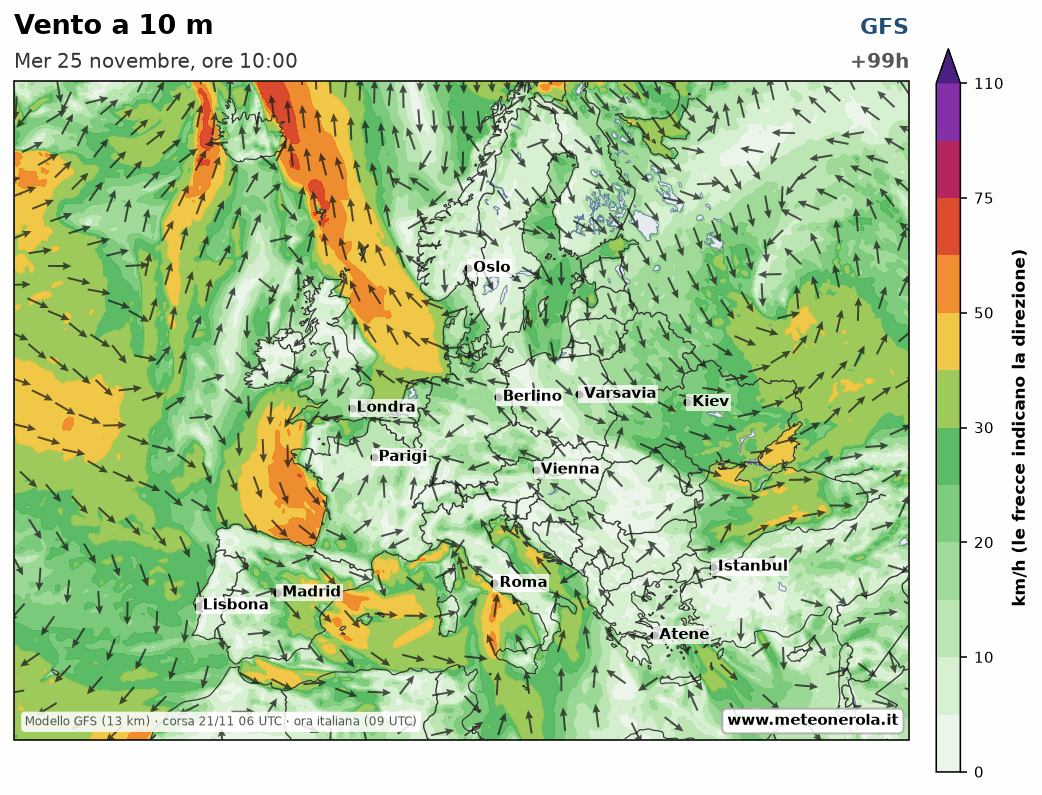 Vento a 10 m
GFS
Mer 25 novembre, ore 10:00
+99h
110
75
50
30
20
10
0
km/h (le frecce indicano la direzione)
Oslo
Berlino
Varsavia
Kiev
Londra
Parigi
Vienna
Istanbul
Roma
Madrid
Lisbona
Atene
Modello GFS (13 km) · corsa 21/11 06 UTC · ora italiana (09 UTC)
www.meteonerola.it